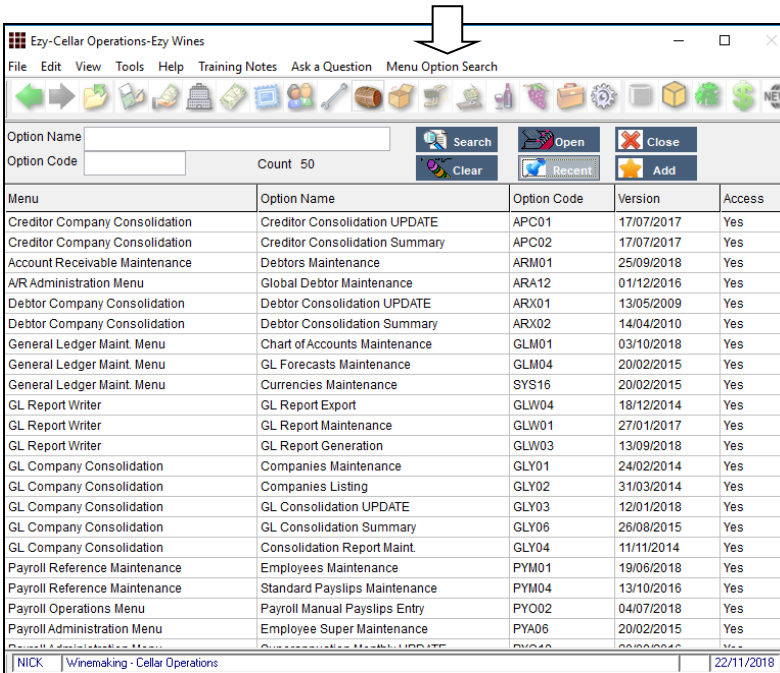 Ezy-Cellar Operations-Ezy Wines
File Edit View Tools Help Training Notes Ask a Question Menu Option Search
Option Name Search Open Close
Option Code Count 50 Clear Recent Add
Menu Option Name Option Code Version Access
Creditor Company Consolidation Creditor Consolidation UPDATE APC01 17/07/2017 Yes
Creditor Company Consolidation Creditor Consolidation Summary APC02 17/07/2017 Yes
Account Receivable Maintenance Debtors Maintenance ARM01 25/09/2018 Yes
A/R Administration Menu Global Debtor Maintenance ARA12 01/12/2016 Yes
Debtor Company Consolidation Debtor Consolidation UPDATE ARX01 13/05/2009 Yes
Debtor Company Consolidation Debtor Consolidation Summary ARX02 14/04/2010 Yes
General Ledger Maint. Menu Chart of Accounts Maintenance GLM01 03/10/2018 Yes
General Ledger Maint. Menu GL Forecasts Maintenance GLM04 20/02/2015 Yes
General Ledger Maint. Menu Currencies Maintenance SYS16 20/02/2015 Yes
GL Report Writer GL Report Export GLW04 18/12/2014 Yes
GL Report Writer GL Report Maintenance GLW01 27/01/2017 Yes
GL Report Writer GL Report Generation GLW03 13/09/2018 Yes
GL Company Consolidation Companies Maintenance GLY01 24/02/2014 Yes
GL Company Consolidation Companies Listing GLY02 31/03/2014 Yes
GL Company Consolidation GL Consolidation UPDATE GLY03 12/01/2018 Yes
GL Company Consolidation GL Consolidation Summary GLY06 26/08/2015 Yes
GL Company Consolidation Consolidation Report Maint. GLY04 11/11/2014 Yes
Payroll Reference Maintenance Employees Maintenance PYM01 19/06/2018 Yes
Payroll Reference Maintenance Standard Payslips Maintenance PYM04 13/10/2016 Yes
Payroll Operations Menu Payroll Manual Payslips Entry PYO02 04/07/2018 Yes
Payroll Administration Menu Employee Super Maintenance PYA06 20/02/2015 Yes
NICK Winemaking - Cellar Operations 22/11/2018